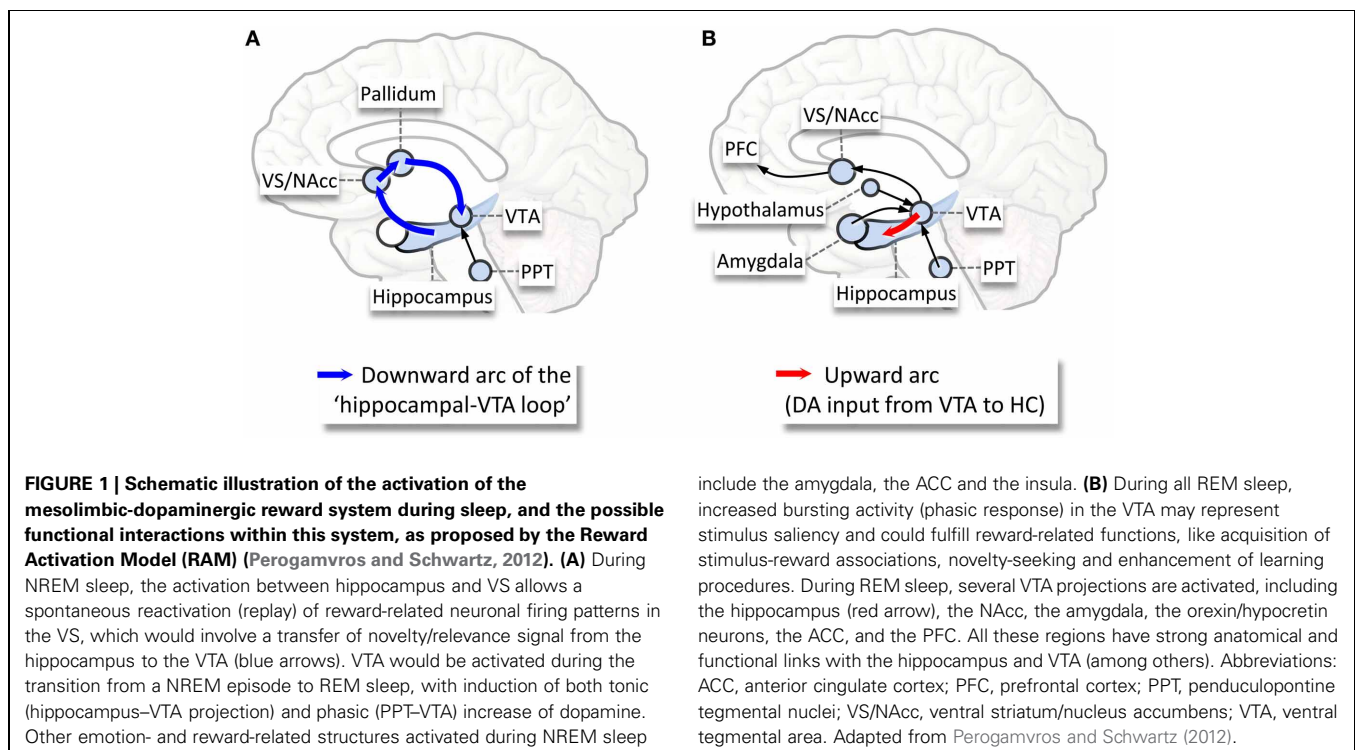 A
Pallidum
VS/NAcc
VTA
PPT
Hippocampus
Downward arc of the
'hippocampal-VTA loop'
B
VS/NAcc
PFC
Hypothalamus
VTA
Amygdala
PPT
Hippocampus
Upward arc
(DA input from VTA to HC)
FIGURE 1 | Schematic illustration of the activation of the
mesolimbic-dopaminergic reward system during sleep, and the possible
functional interactions within this system, as proposed by the Reward
Activation Model (RAM) (Perogamvros and Schwartz, 2012). (A) During
NREM sleep, the activation between hippocampus and VS allows a
spontaneous reactivation (replay) of reward-related neuronal firing patterns in
the VS, which would involve a transfer of novelty/relevance signal from the
hippocampus to the VTA (blue arrows). VTA would be activated during the
transition from a NREM episode to REM sleep, with induction of both tonic
(hippocampus–VTA projection) and phasic (PPT–VTA) increase of dopamine.
Other emotion- and reward-related structures activated during NREM sleep
include the amygdala, the ACC and the insula. (B) During all REM sleep,
increased bursting activity (phasic response) in the VTA may represent
stimulus saliency and could fulfill reward-related functions, like acquisition of
stimulus-reward associations, novelty-seeking and enhancement of learning
procedures. During REM sleep, several VTA projections are activated, including
the hippocampus (red arrow), the NAcc, the amygdala, the orexin/hypocretin
neurons, the ACC, and the PFC. All these regions have strong anatomical and
functional links with the hippocampus and VTA (among others). Abbreviations:
ACC, anterior cingulate cortex; PFC, prefrontal cortex; PPT, penduculopontine
tegmental nuclei; VS/NAcc, ventral striatum/nucleus accumbens; VTA, ventral
tegmental area. Adapted from Perogamvros and Schwartz (2012).